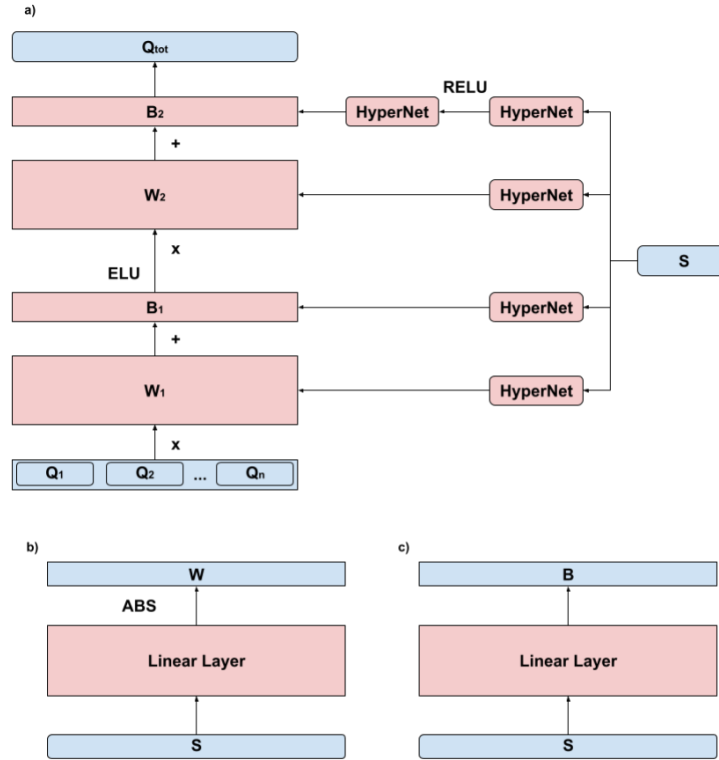 a)
Qtot
RELU
B₂
HyperNet
HyperNet
+
W₂
HyperNet
x
S
ELU
B₁
HyperNet
+
W₁
HyperNet
x
Q₁ Q₂ ... Qn
b)
W
ABS
Linear Layer
S
c)
B
Linear Layer
S